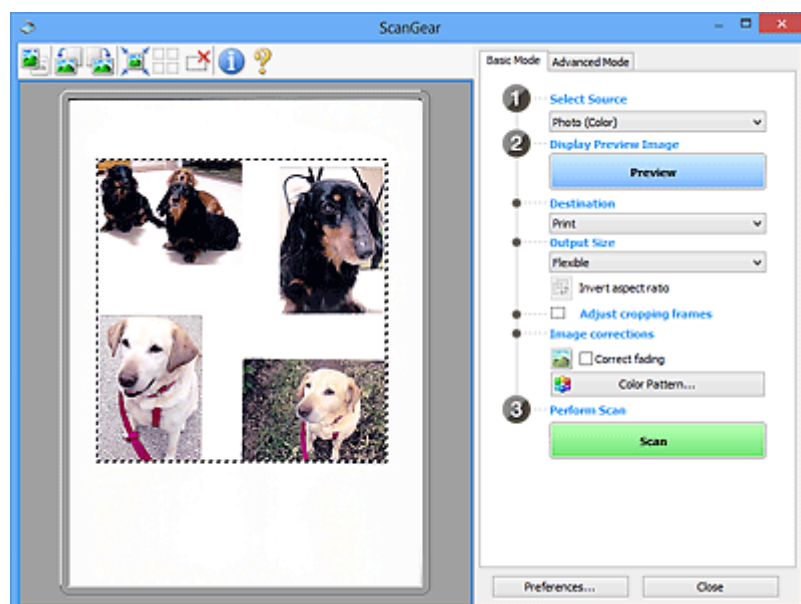 ScanGear
Basic Mode
Advanced Mode
1
Select Source
Photo (Color)
2
Display Preview Image
Preview
Destination
Print
Output Size
Flexible
Invert aspect ratio
Adjust cropping frames
Image corrections
Correct fading
Color Pattern...
3
Perform Scan
Scan
Preferences...
Close